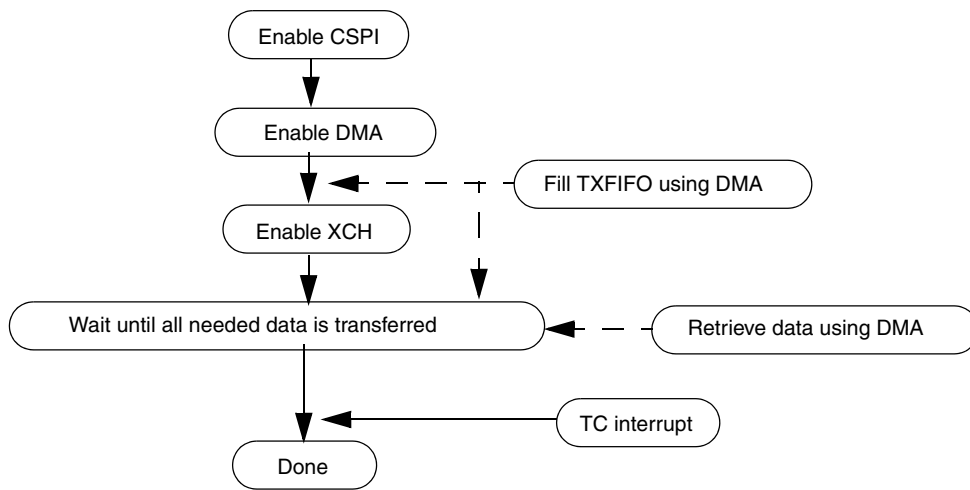 Enable CSPI
Enable DMA
Fill TXFIFO using DMA
Enable XCH
Wait until all needed data is transferred
Retrieve data using DMA
TC interrupt
Done